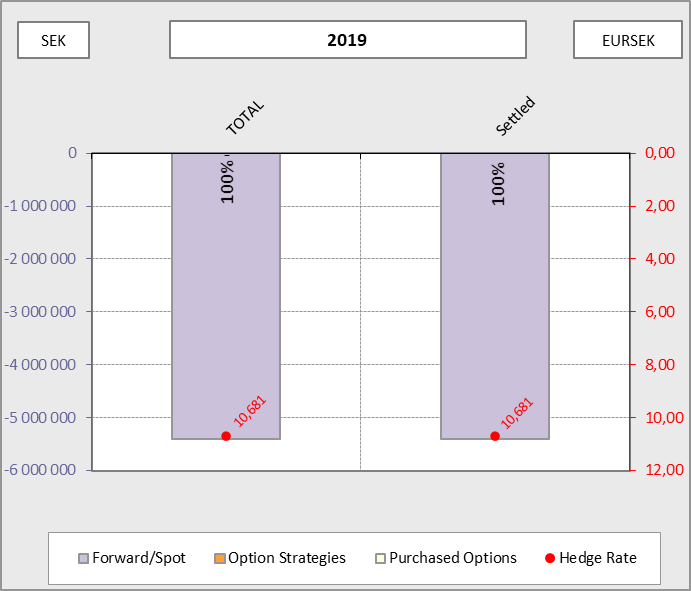 SEK
2019
EURSEK
TOTAL
Settled
0
-1 000 000
-2 000 000
-3 000 000
-4 000 000
-5 000 000
-6 000 000
100%
100%
10,681
10,681
0,00
2,00
4,00
6,00
8,00
10,00
12,00
Forward/Spot
Option Strategies
Purchased Options
Hedge Rate